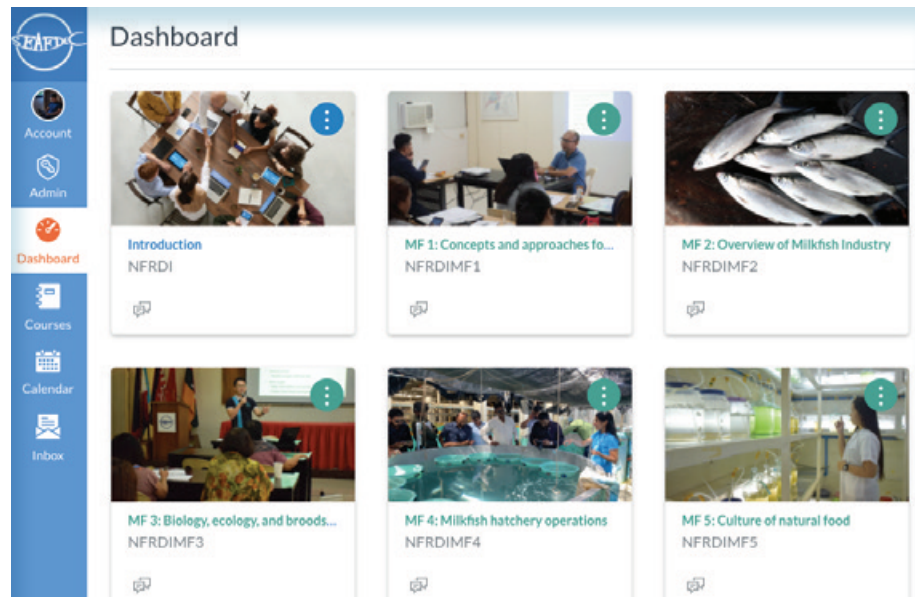 SEAFDEC
Dashboard
Account
Admin
Dashboard
Courses
Calendar
Inbox
Introduction
NFRDI
MF 1: Concepts and approaches fo...
NFRDIMF1
MF 2: Overview of Milkfish Industry
NFRDIMF2
MF 3: Biology, ecology, and broods...
NFRDIMF3
MF 4: Milkfish hatchery operations
NFRDIMF4
MF 5: Culture of natural food
NFRDIMF5